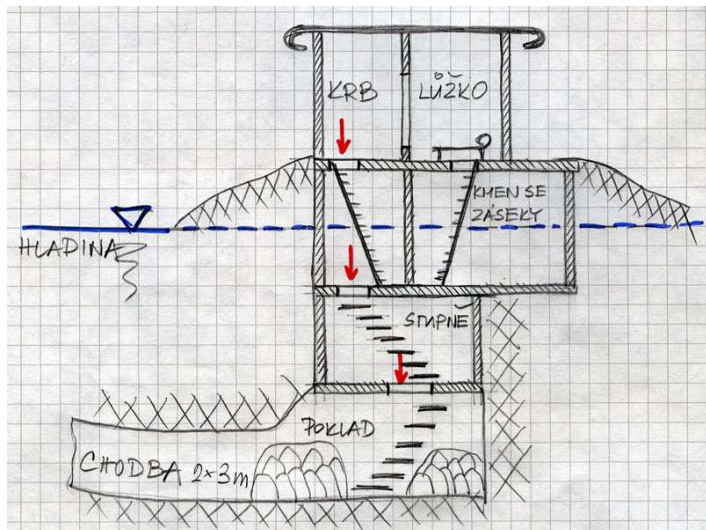 KRB
LŮŽKO
KMEN SE
ZÁSEKY
HLADINA
STUPNĚ
POKLAD
CHODBA 2×3m